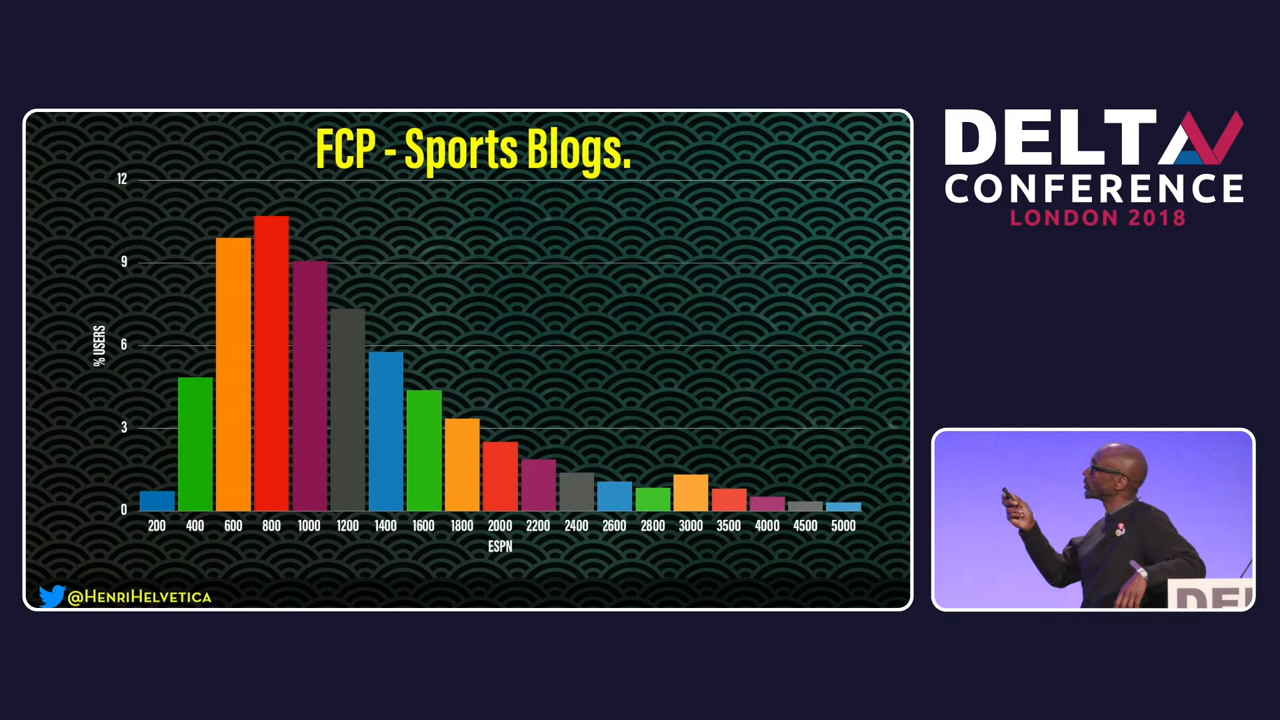 FCP - Sports Blogs.
12
9
6
3
0
% USERS
200 400 600 800 1000 1200 1400 1600 1800 2000 2200 2400 2600 2800 3000 3500 4000 4500 5000
ESPN
@HENRIHELVETICA
DELTA V
CONFERENCE
LONDON 2018
DEL